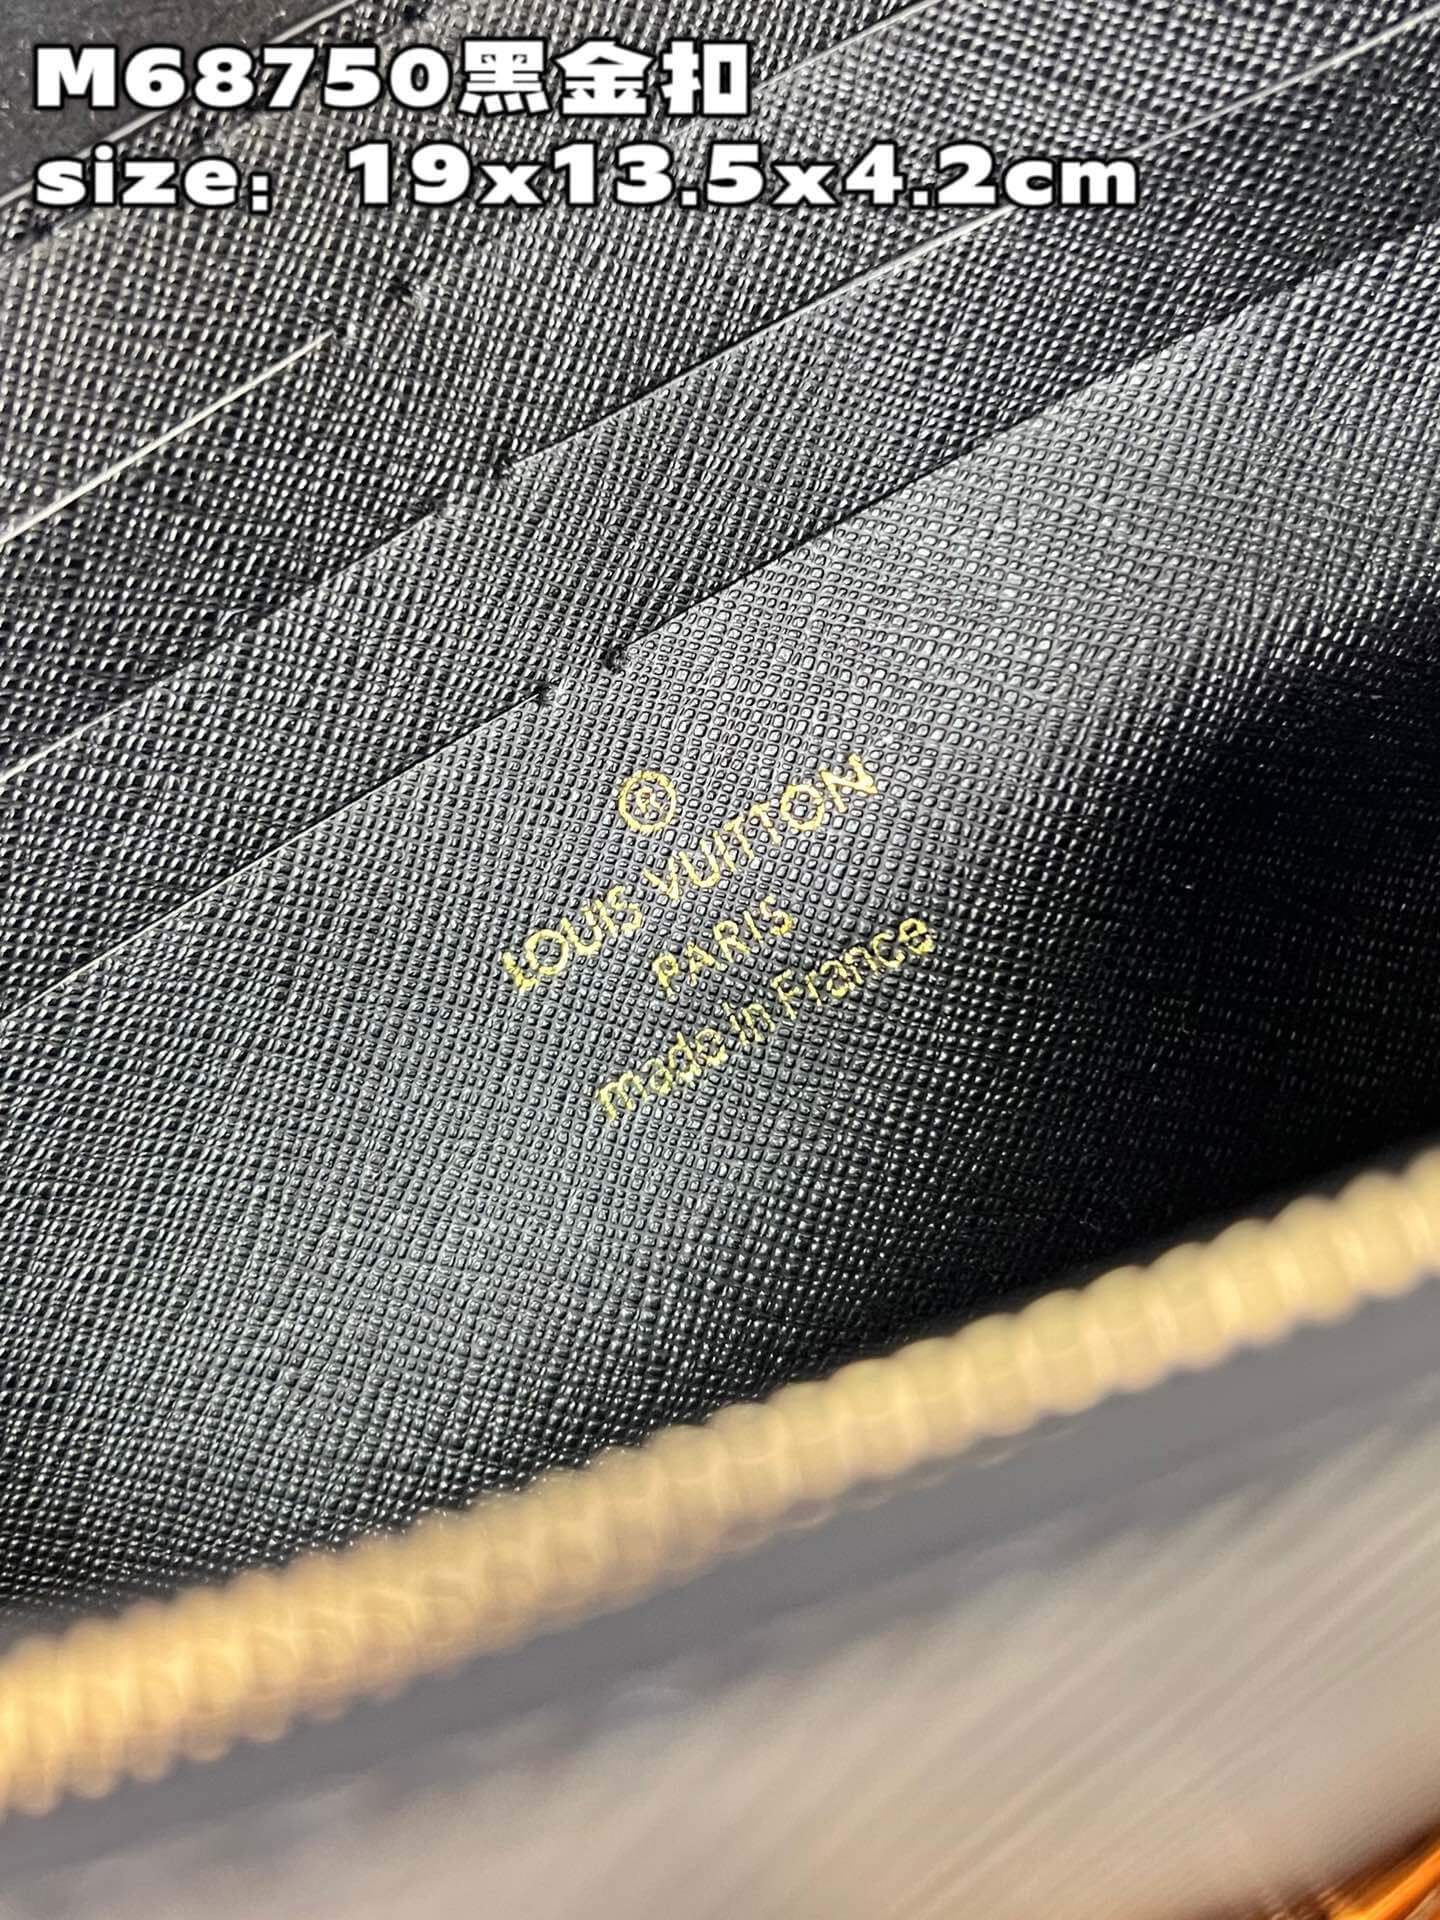 M68750黑金扣
size：19x13.5x4.2cm
®
LOUIS VUITTON
PARIS
made in France